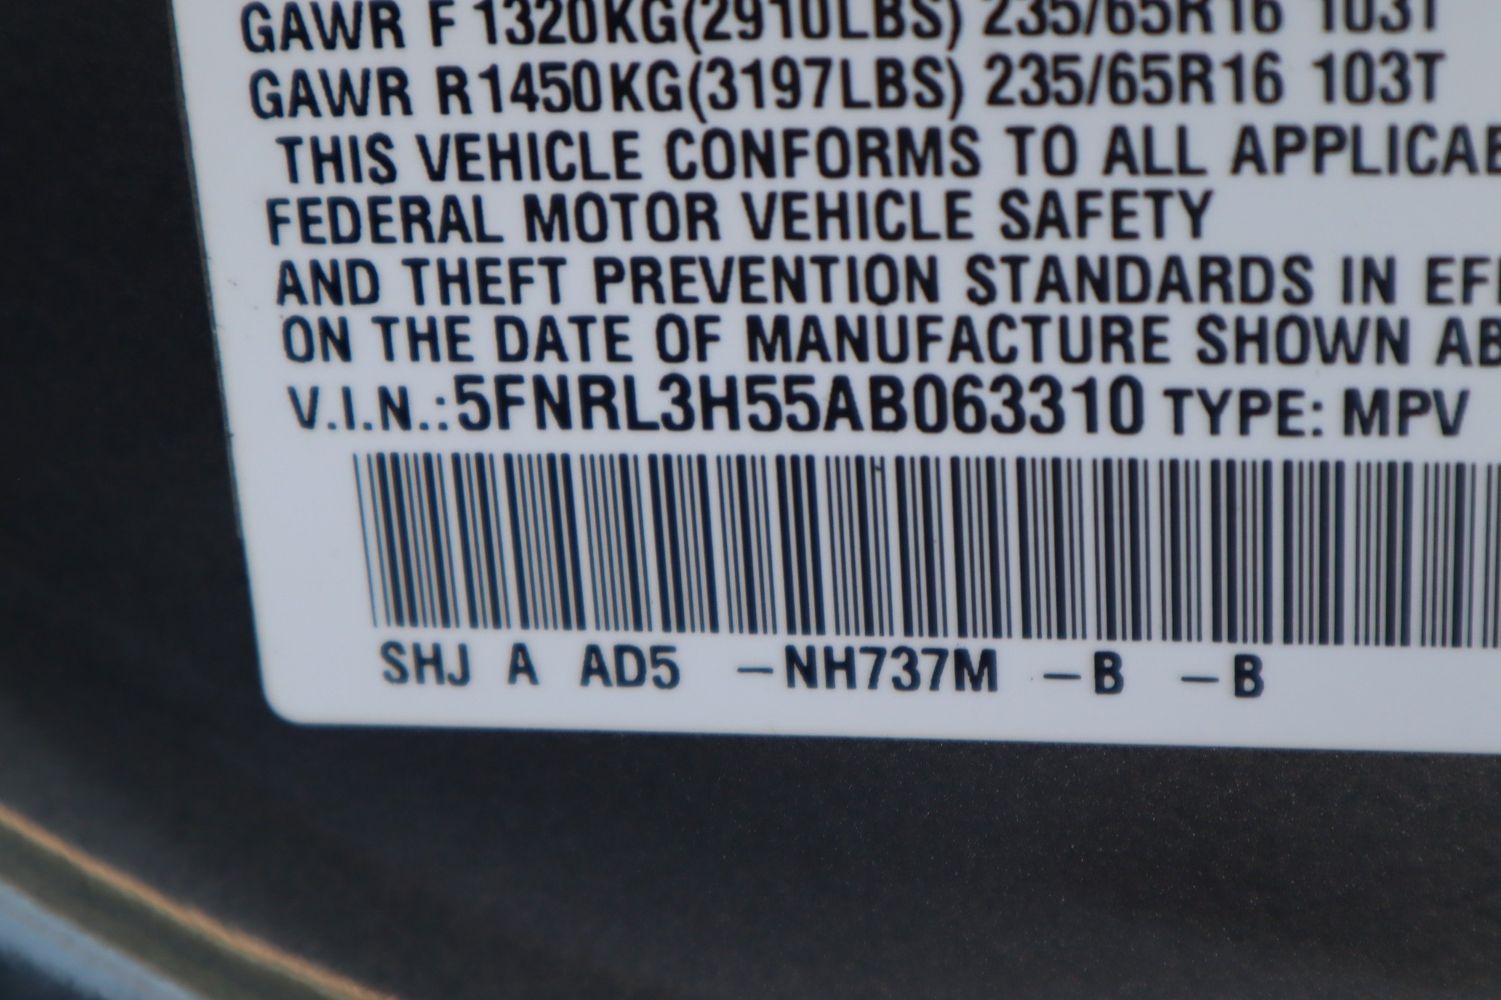 GAWR F 1320KG(2910LBS) 235/65R16 103T
GAWR R1450KG(3197LBS) 235/65R16 103T
THIS VEHICLE CONFORMS TO ALL APPLICAB
FEDERAL MOTOR VEHICLE SAFETY
AND THEFT PREVENTION STANDARDS IN EFF
ON THE DATE OF MANUFACTURE SHOWN AB
V.I.N.:5FNRL3H55AB063310 TYPE: MPV
SHJ A AD5 -NH737M -B -B